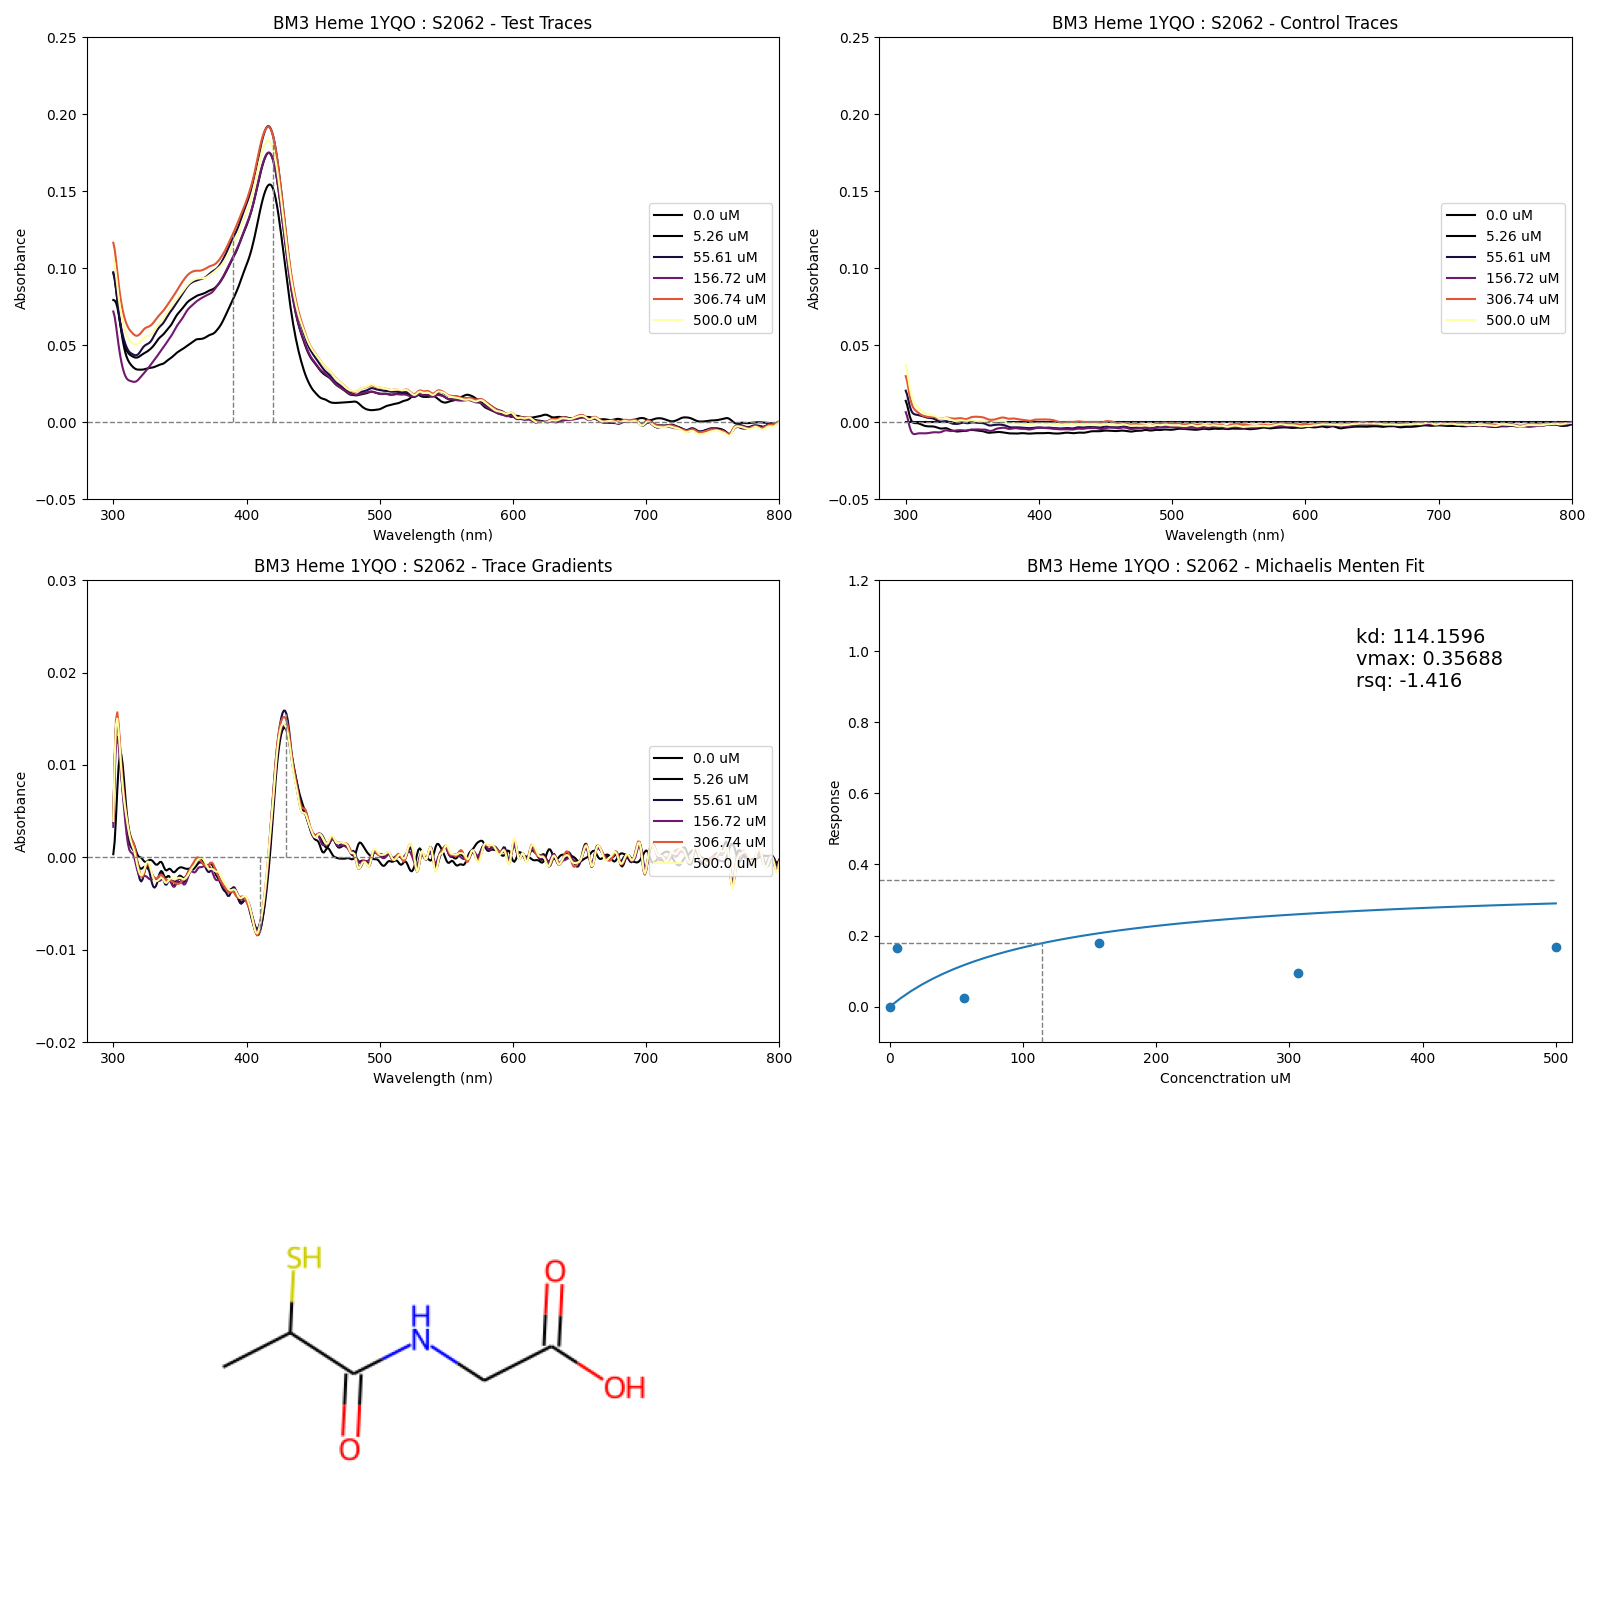 BM3 Heme 1YQO : S2062 - Test Traces
0.25
0.20
0.15
0.10
0.05
0.00
−0.05
Absorbance
300 400 500 600 700 800
Wavelength (nm)
0.0 uM
5.26 uM
55.61 uM
156.72 uM
306.74 uM
500.0 uM
BM3 Heme 1YQO : S2062 - Control Traces
0.25
0.20
0.15
0.10
0.05
0.00
−0.05
Absorbance
300 400 500 600 700 800
Wavelength (nm)
0.0 uM
5.26 uM
55.61 uM
156.72 uM
306.74 uM
500.0 uM
BM3 Heme 1YQO : S2062 - Trace Gradients
0.03
0.02
0.01
0.00
−0.01
−0.02
Absorbance
300 400 500 600 700 800
Wavelength (nm)
0.0 uM
5.26 uM
55.61 uM
156.72 uM
306.74 uM
500.0 uM
BM3 Heme 1YQO : S2062 - Michaelis Menten Fit
1.2
1.0
0.8
0.6
0.4
0.2
0.0
Response
0 100 200 300 400 500
Concenctration uM
kd: 114.1596
vmax: 0.35688
rsq: -1.416
SH
O
H
N
O
OH